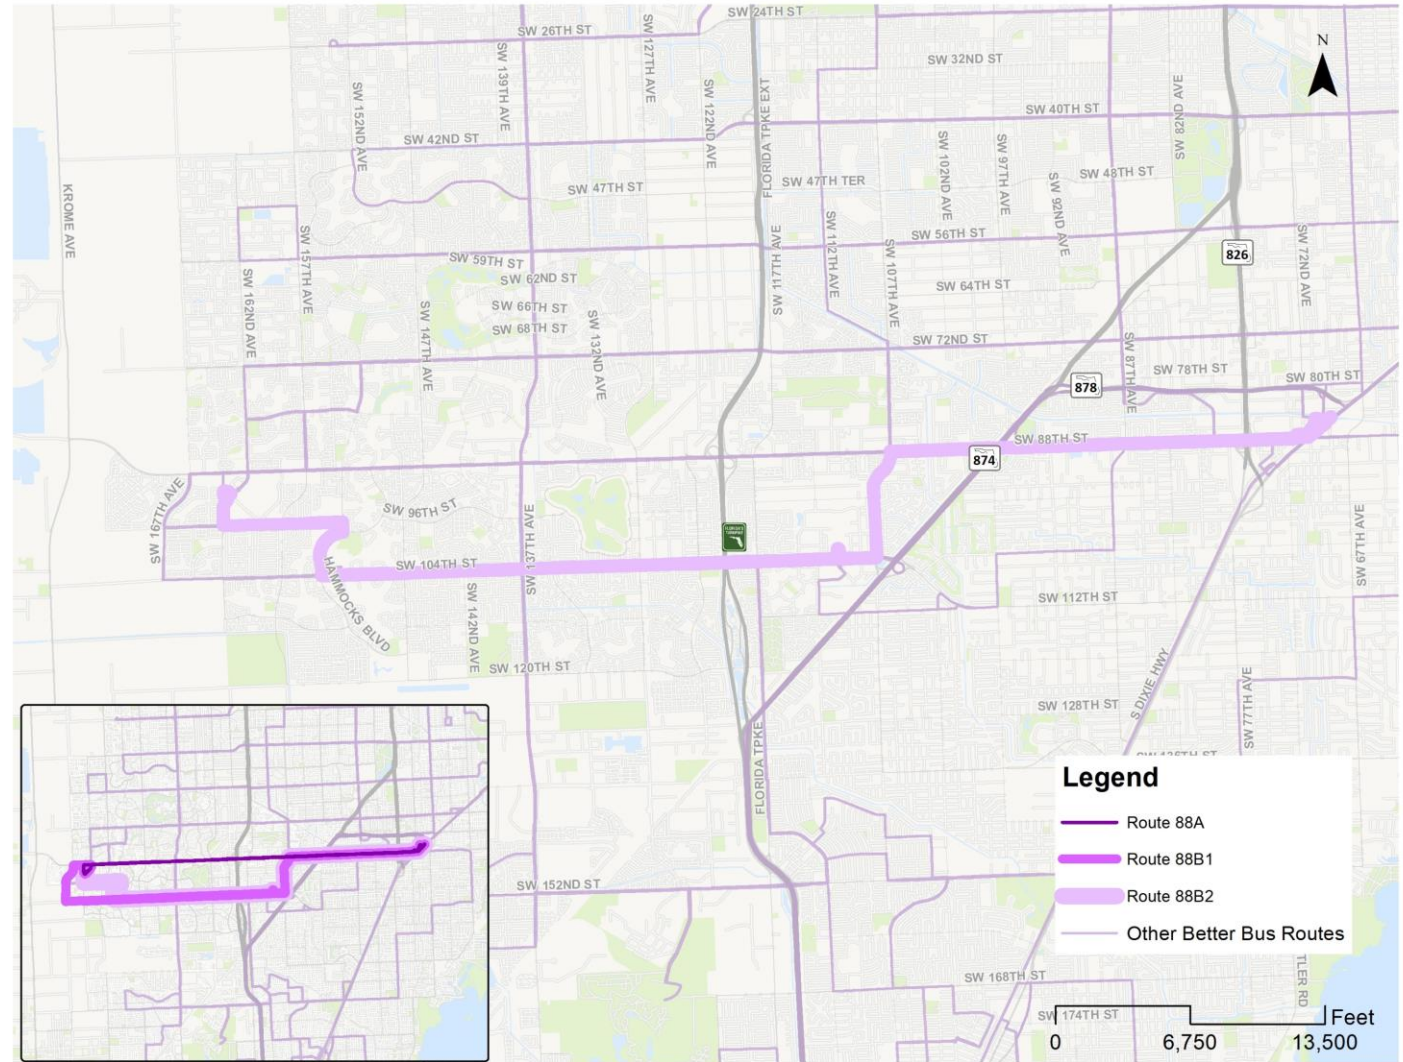 SW 24TH ST
SW 26TH ST
SW 139TH AVE
SW 127TH AVE
SW 152ND AVE
SW 122ND AVE
FLORIDA TPKE EXT
SW 32ND ST
SW 82ND AVE
N
SW 42ND ST
SW 40TH ST
SW 102ND AVE
SW 97TH AVE
SW 48TH ST
SW 47TH ST
SW 47TH TER
KROME AVE
SW 157TH AVE
SW 162ND AVE
SW 117TH AVE
SW 112TH AVE
SW 107TH AVE
SW 92ND AVE
SW 56TH ST
826
SW 72ND AVE
SW 59TH ST
SW 62ND ST
SW 64TH ST
SW 66TH ST
SW 68TH ST
SW 147TH AVE
SW 132ND AVE
SW 72ND ST
SW 87TH AVE
SW 78TH ST
SW 80TH ST
878
SW 88TH ST
874
SW 167TH AVE
SW 96TH ST
SW 137TH AVE
SW 67TH AVE
SW 104TH ST
HAMMOCKS BLVD
SW 142ND AVE
SW 112TH ST
SW 120TH ST
S DIXIE HWY
SW 77TH AVE
SW 128TH ST
FLORIDA TPKE
SW 152ND ST
SW 168TH ST
SW 174TH ST
Legend
Route 88A
Route 88B1
Route 88B2
Other Better Bus Routes
TLER RD
Feet
0 6,750 13,500